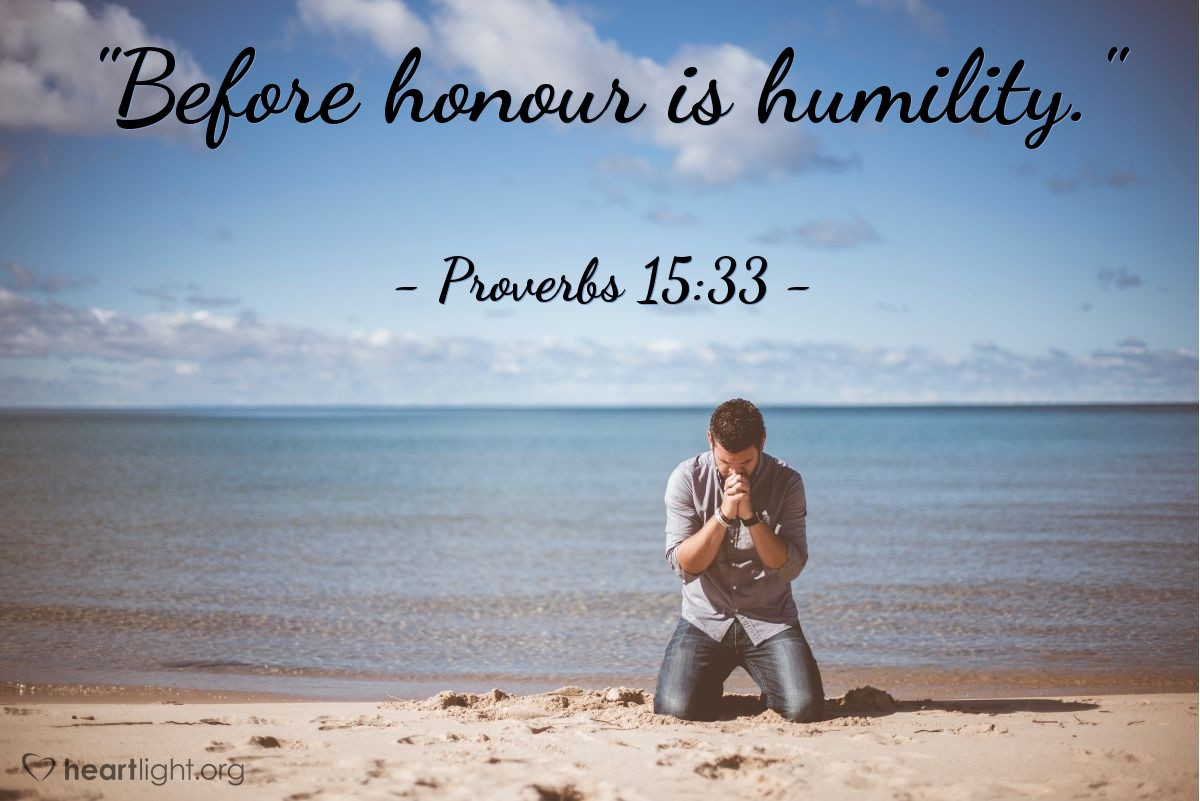 "Before honour is humility."
- Proverbs 15:33 -
heartlight.org